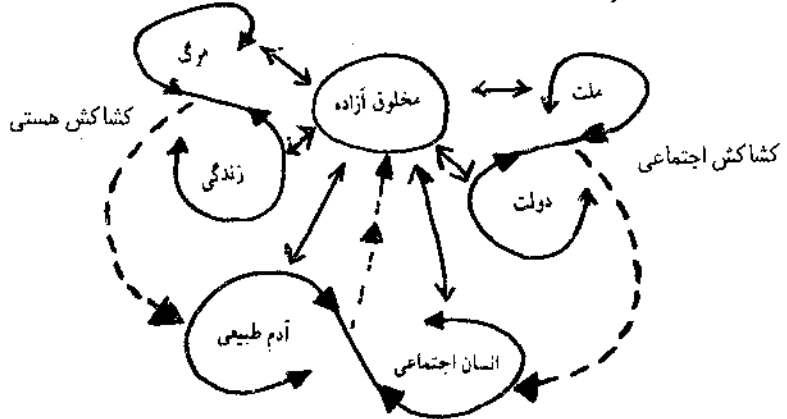 مرگ
مخلوق آزاده
ملت
کشاکش هستی
کشاکش اجتماعی
زندگی
دولت
آدم طبیعی
انسان اجتماعی